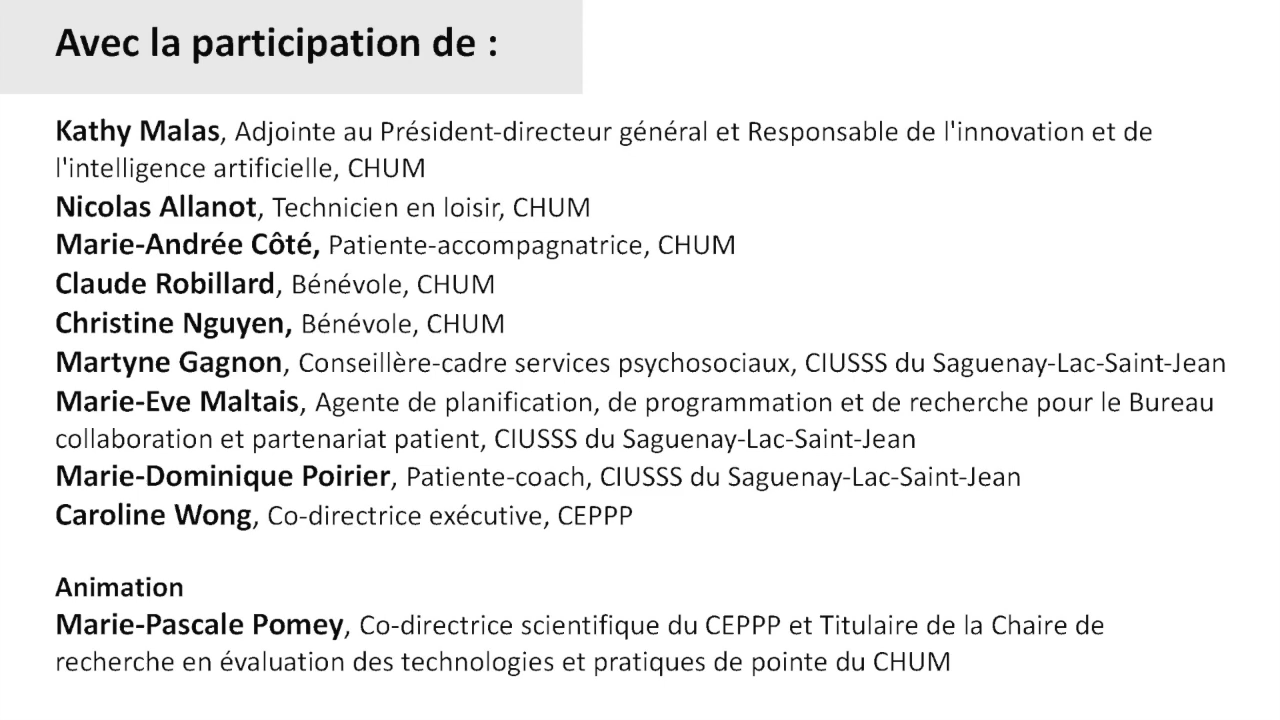 Avec la participation de :
Kathy Malas, Adjointe au Président-directeur général et Responsable de l'innovation et de
l'intelligence artificielle, CHUM
Nicolas Allanot, Technicien en loisir, CHUM
Marie-Andrée Côté, Patiente-accompagnatrice, CHUM
Claude Robillard, Bénévole, CHUM
Christine Nguyen, Bénévole, CHUM
Martyne Gagnon, Conseillère-cadre services psychosociaux, CIUSSS du Saguenay-Lac-Saint-Jean
Marie-Eve Maltais, Agente de planification, de programmation et de recherche pour le Bureau
collaboration et partenariat patient, CIUSSS du Saguenay-Lac-Saint-Jean
Marie-Dominique Poirier, Patiente-coach, CIUSSS du Saguenay-Lac-Saint-Jean
Caroline Wong, Co-directrice exécutive, CEPPP
Animation
Marie-Pascale Pomey, Co-directrice scientifique du CEPPP et Titulaire de la Chaire de
recherche en évaluation des technologies et pratiques de pointe du CHUM